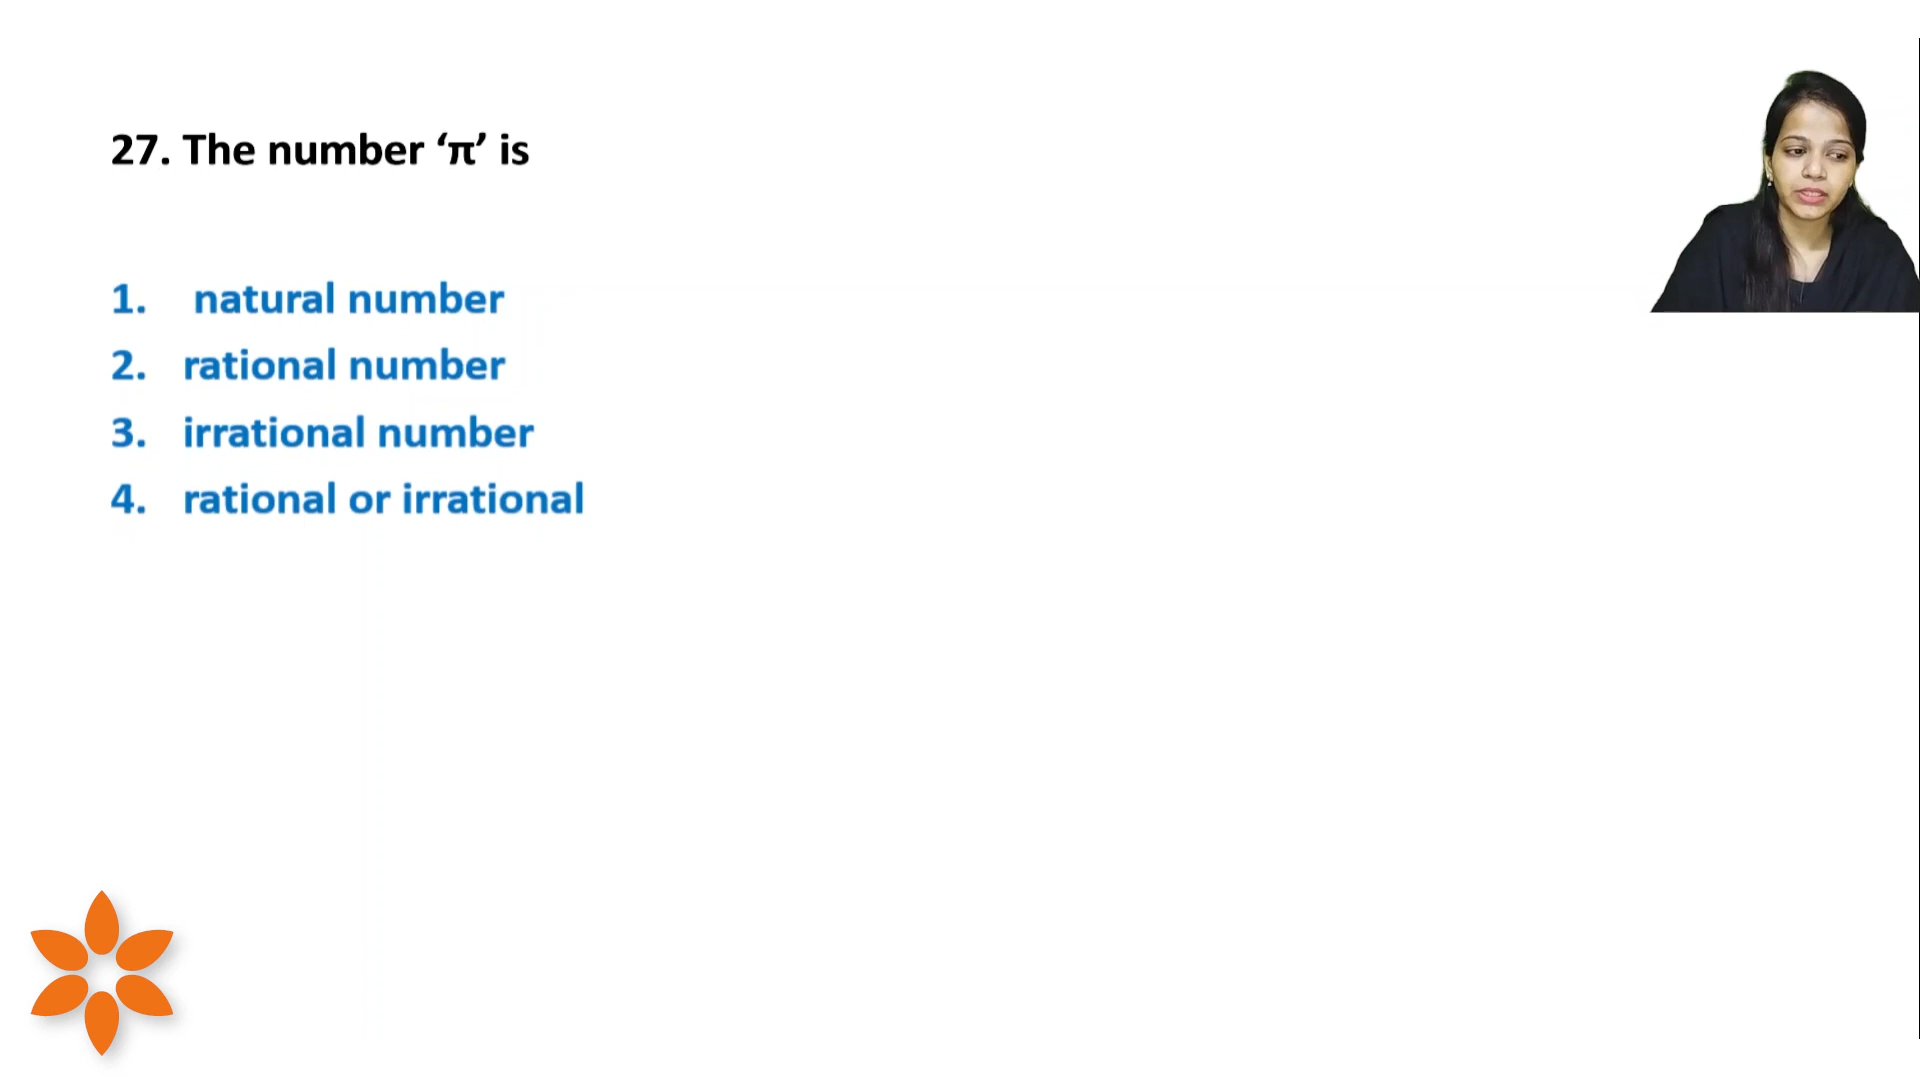 27. The number ‘π’ is
1. natural number
2. rational number
3. irrational number
4. rational or irrational